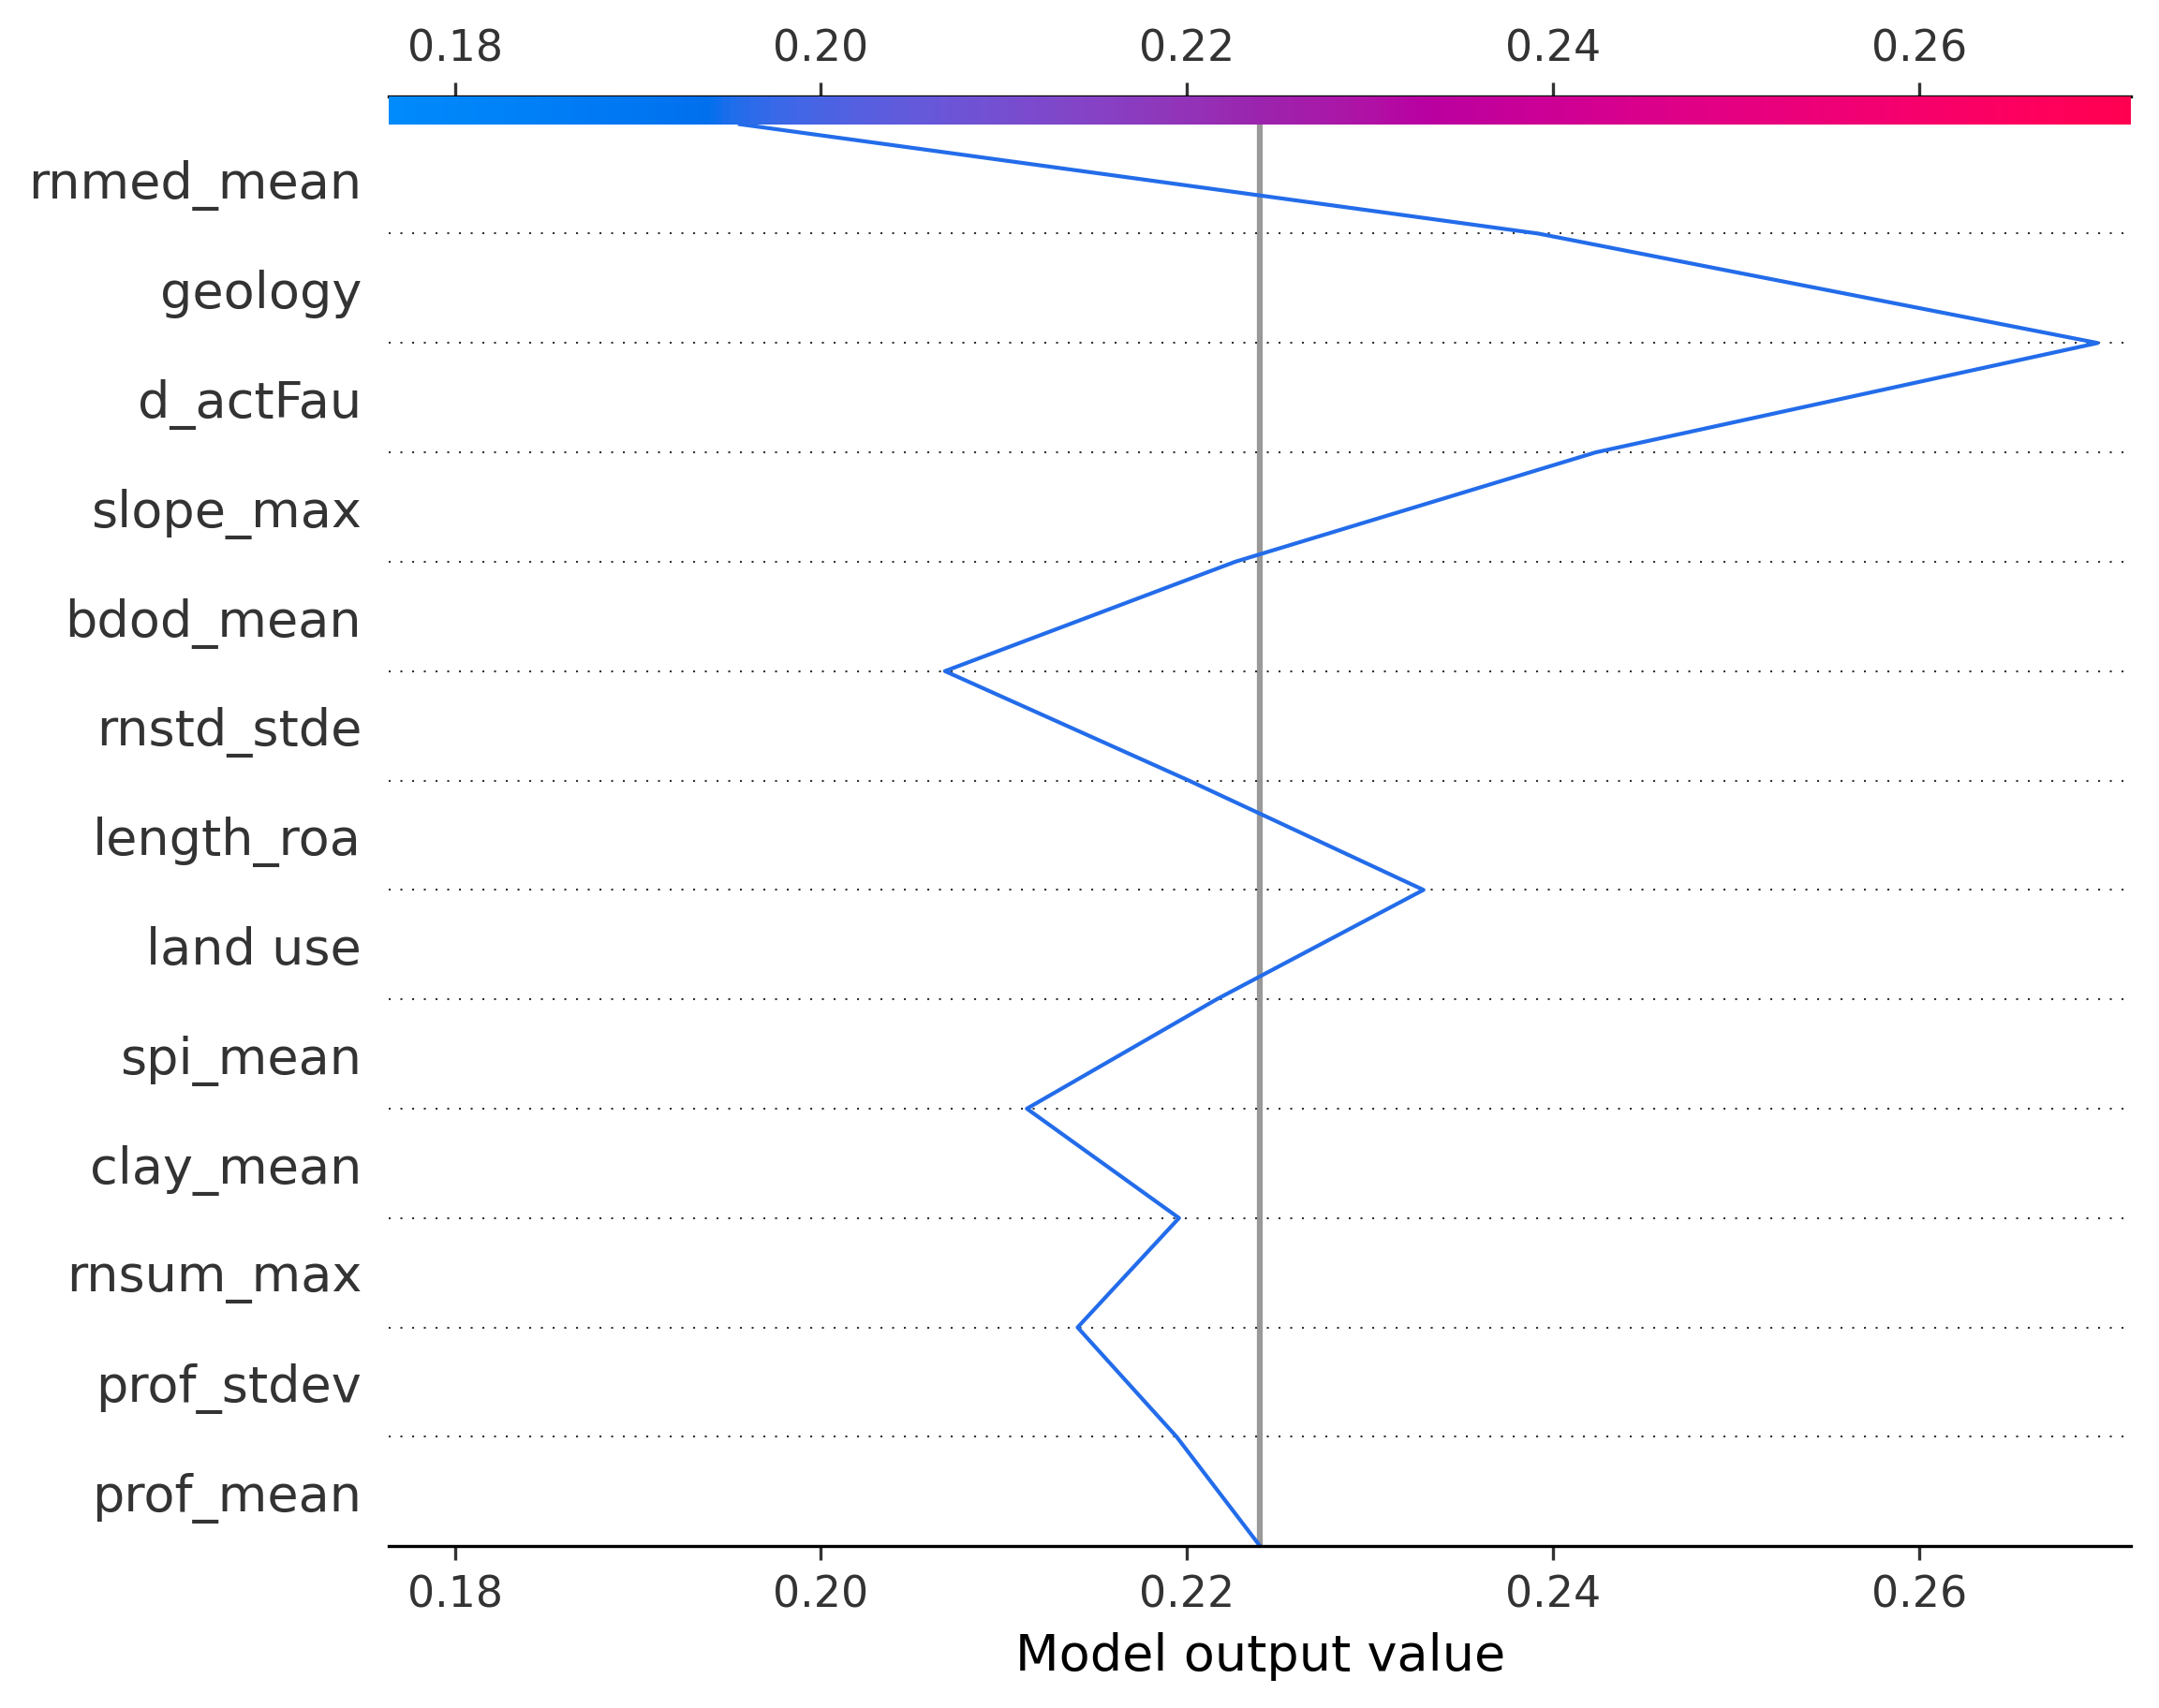 0.18 0.20 0.22 0.24 0.26
rnmed_mean
geology
d_actFau
slope_max
bdod_mean
rnstd_stde
length_roa
land use
spi_mean
clay_mean
rnsum_max
prof_stdev
prof_mean
0.18 0.20 0.22 0.24 0.26
Model output value